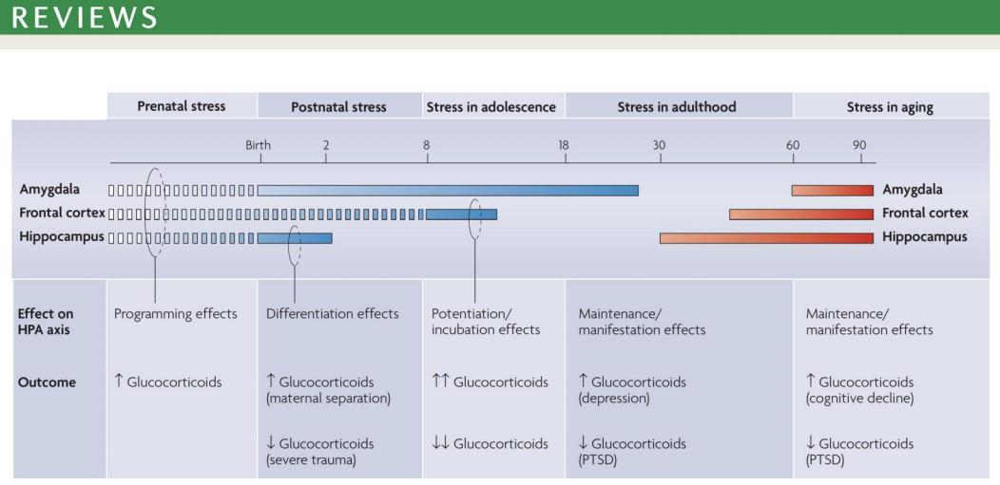 REVIEWS
Prenatal stress
Postnatal stress
Stress in adolescence
Stress in adulthood
Stress in aging
Birth 2 8 18 30 60 90
Amygdala Amygdala
Frontal cortex Frontal cortex
Hippocampus Hippocampus
Effect on
HPA axis
Programming effects
Differentiation effects
Potentiation/
incubation effects
Maintenance/
manifestation effects
Maintenance/
manifestation effects
Outcome
↑ Glucocorticoids
↑ Glucocorticoids
(maternal separation)
↑↑ Glucocorticoids
↑ Glucocorticoids
(depression)
↑ Glucocorticoids
(cognitive decline)
↓ Glucocorticoids
(severe trauma)
↓↓ Glucocorticoids
↓ Glucocorticoids
(PTSD)
↓ Glucocorticoids
(PTSD)